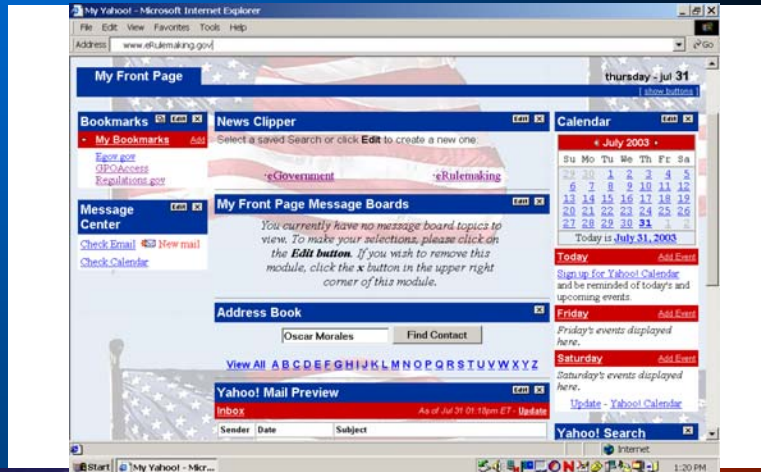 My Yahoo! - Microsoft Internet Explorer
File Edit View Favorites Tools Help
Address www.eRulemaking.gov Go
My Front Page
thursday - jul 31
[ show buttons ]
Bookmarks Edit
My Bookmarks Add
Egov.gov
GPOAccess
Regulations.gov
Message Center Edit
Check Email New mail
Check Calendar
News Clipper Edit
Select a saved Search or click Edit to create a new one:
·eGovernment ·eRulemaking
My Front Page Message Boards Edit
You currently have no message board topics to
view. To make your selections, please click on
the Edit button. If you wish to remove this
module, click the x button in the upper right
corner of this module.
Address Book
Oscar Morales Find Contact
View All A B C D E F G H I J K L M N O P Q R S T U V W X Y Z
Yahoo! Mail Preview Edit
Inbox As of Jul 31 01:18pm ET - Update
Sender Date Subject
Calendar Edit
July 2003
Su Mo Tu We Th Fr Sa
29 30 1 2 3 4 5
6 7 8 9 10 11 12
13 14 15 16 17 18 19
20 21 22 23 24 25 26
27 28 29 30 31 1 2
Today is July 31, 2003
Today Add Event
Sign up for Yahoo! Calendar
and be reminded of today's and
upcoming events.
Friday Add Event
Friday's events displayed
here.
Saturday Add Event
Saturday's events displayed
here.
Update - Yahoo! Calendar
Yahoo! Search Edit
Internet
Start My Yahoo! - Micr... 1:20 PM